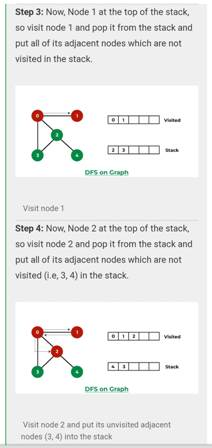 Step 3: Now, Node 1 at the top of the stack,
so visit node 1 and pop it from the stack and
put all of its adjacent nodes which are not
visited in the stack.
0 1
0 1 Visited
2
2 3 Stack
3 4
DFS on Graph
Visit node 1
Step 4: Now, Node 2 at the top of the stack,
so visit node 2 and pop it from the stack and
put all of its adjacent nodes which are not
visited (i.e, 3, 4) in the stack.
0 1
0 1 2 Visited
2
4 3 Stack
3 4
DFS on Graph
Visit node 2 and put its unvisited adjacent
nodes (3, 4) into the stack